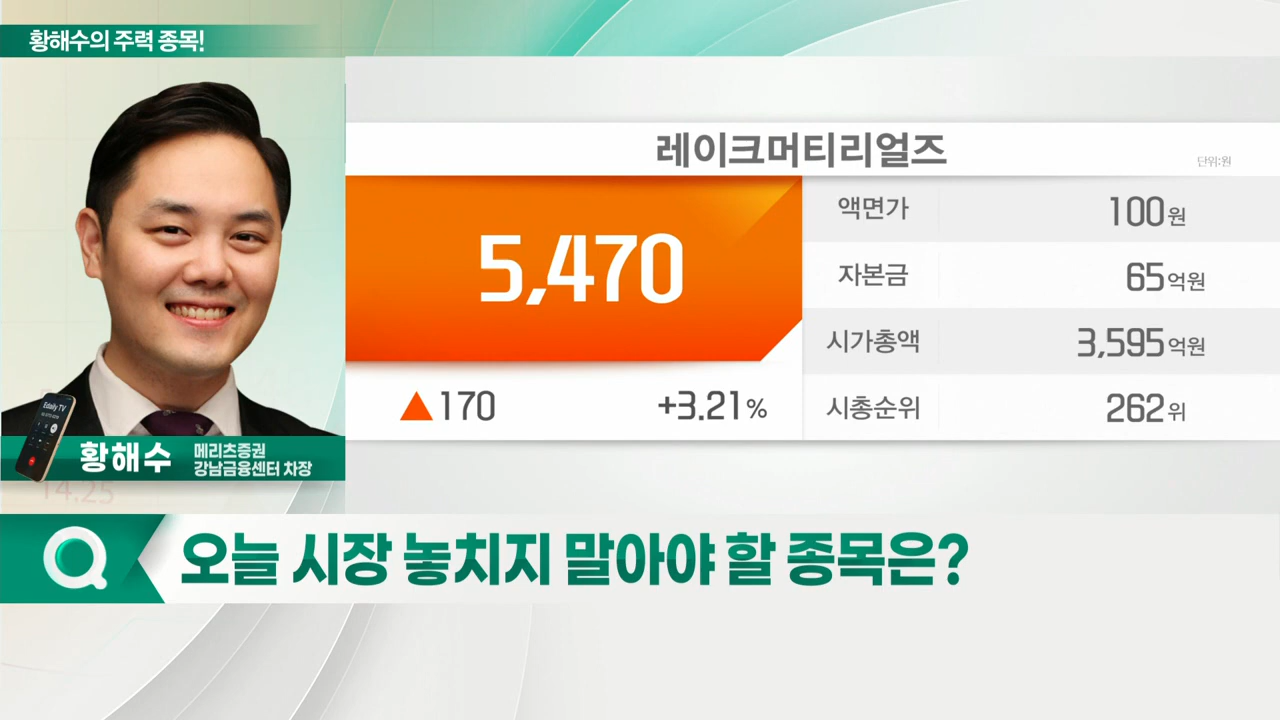 황해수의 주력 종목!
레이크머티리얼즈
단위:원
5,470
▲170 +3.21%
액면가 100원
자본금 65억원
시가총액 3,595억원
시총순위 262위
Edaily TV
황해수 메리츠증권
강남금융센터 차장
14.25
오늘 시장 놓치지 말아야 할 종목은?